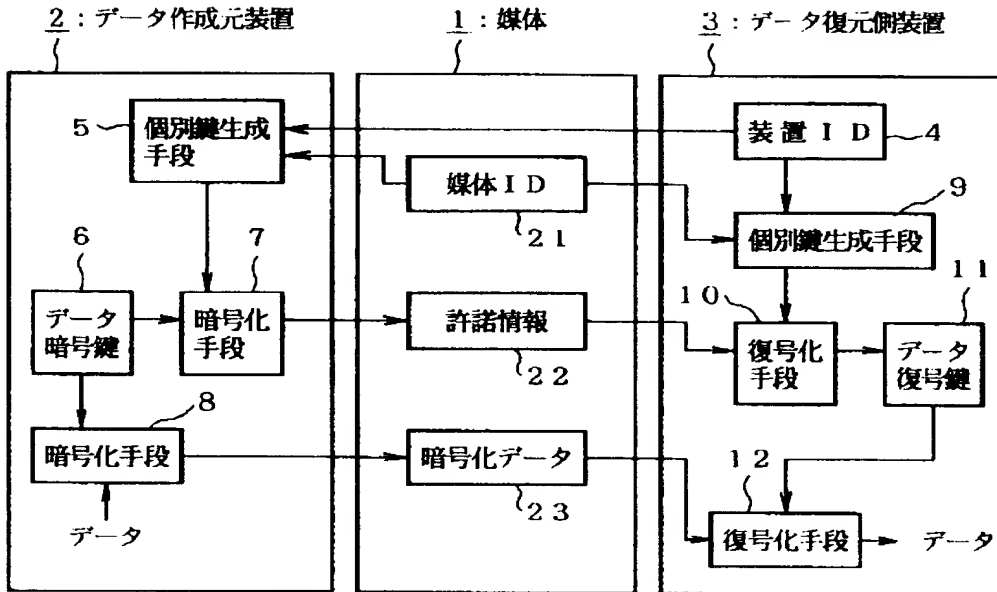 2：データ作成元装置
1：媒体
3：データ復元側装置
5
個別鍵生成
手段
装置ＩＤ
4
媒体ＩＤ
21
9
個別鍵生成手段
6
7
データ
暗号鍵
暗号化
手段
許諾情報
22
10
11
復号化
手段
データ
復号鍵
8
暗号化手段
暗号化データ
23
12
復号化手段
データ
データ